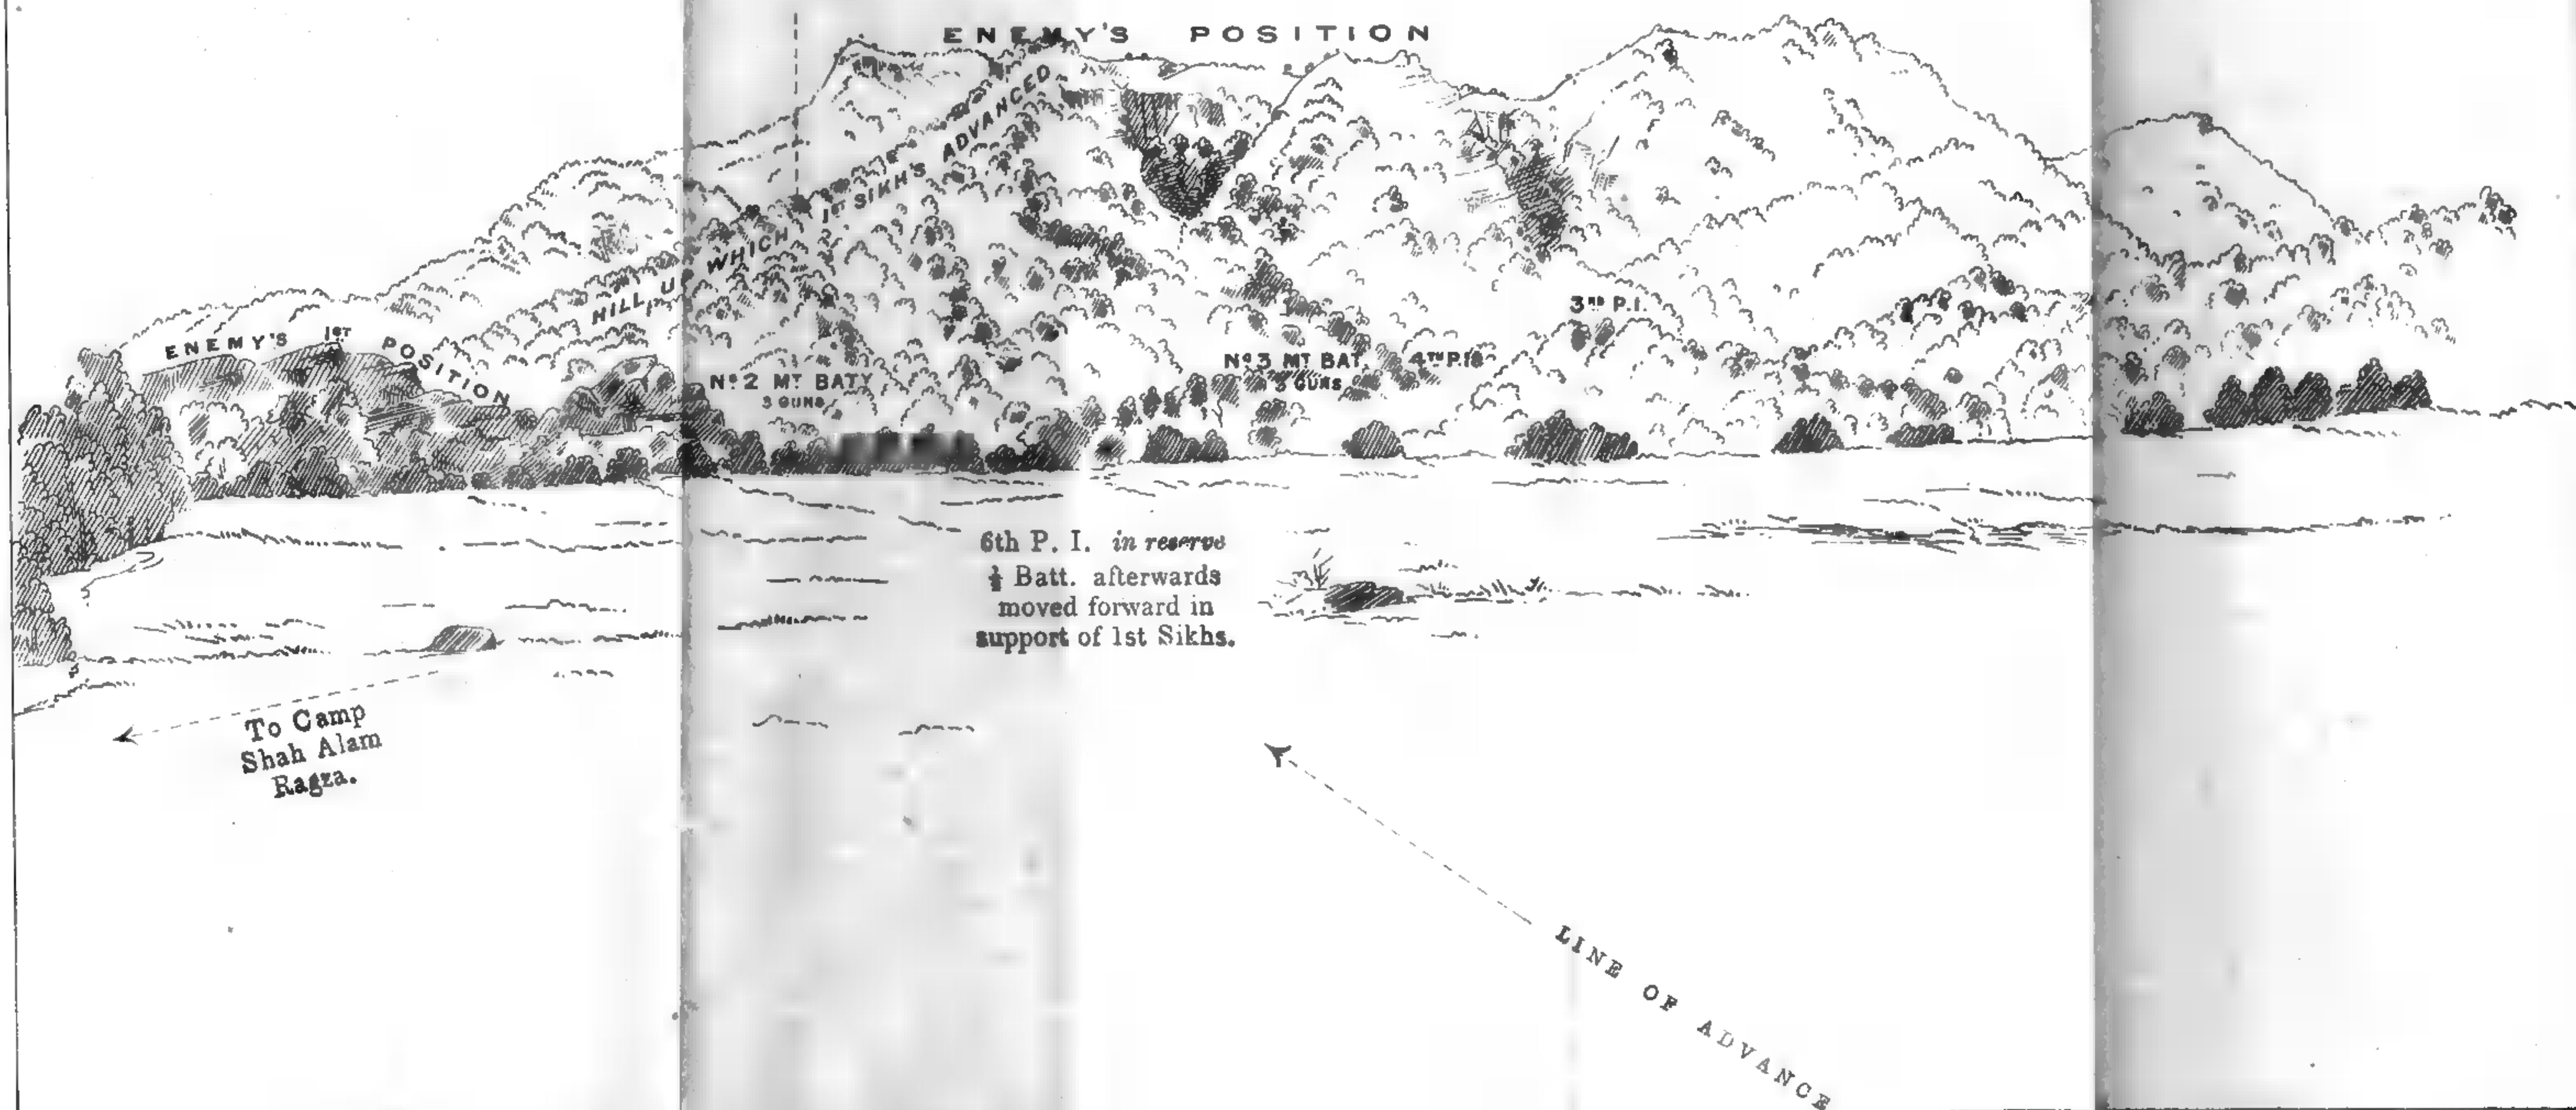 ENEMY'S POSITION
HILL, U WHICH 1ST SIKHS ADVANCED
ENEMY'S 1ST POSITION
3RD P.I.
No 3 MT BAT.
3 GUNS
4TH P.I.
No 2 MT BATY
3 GUNS
6th P. I. in reserve
½ Batt. afterwards
moved forward in
support of 1st Sikhs.
To Camp
Shah Alam
Ragza.
LINE OF ADVANCE